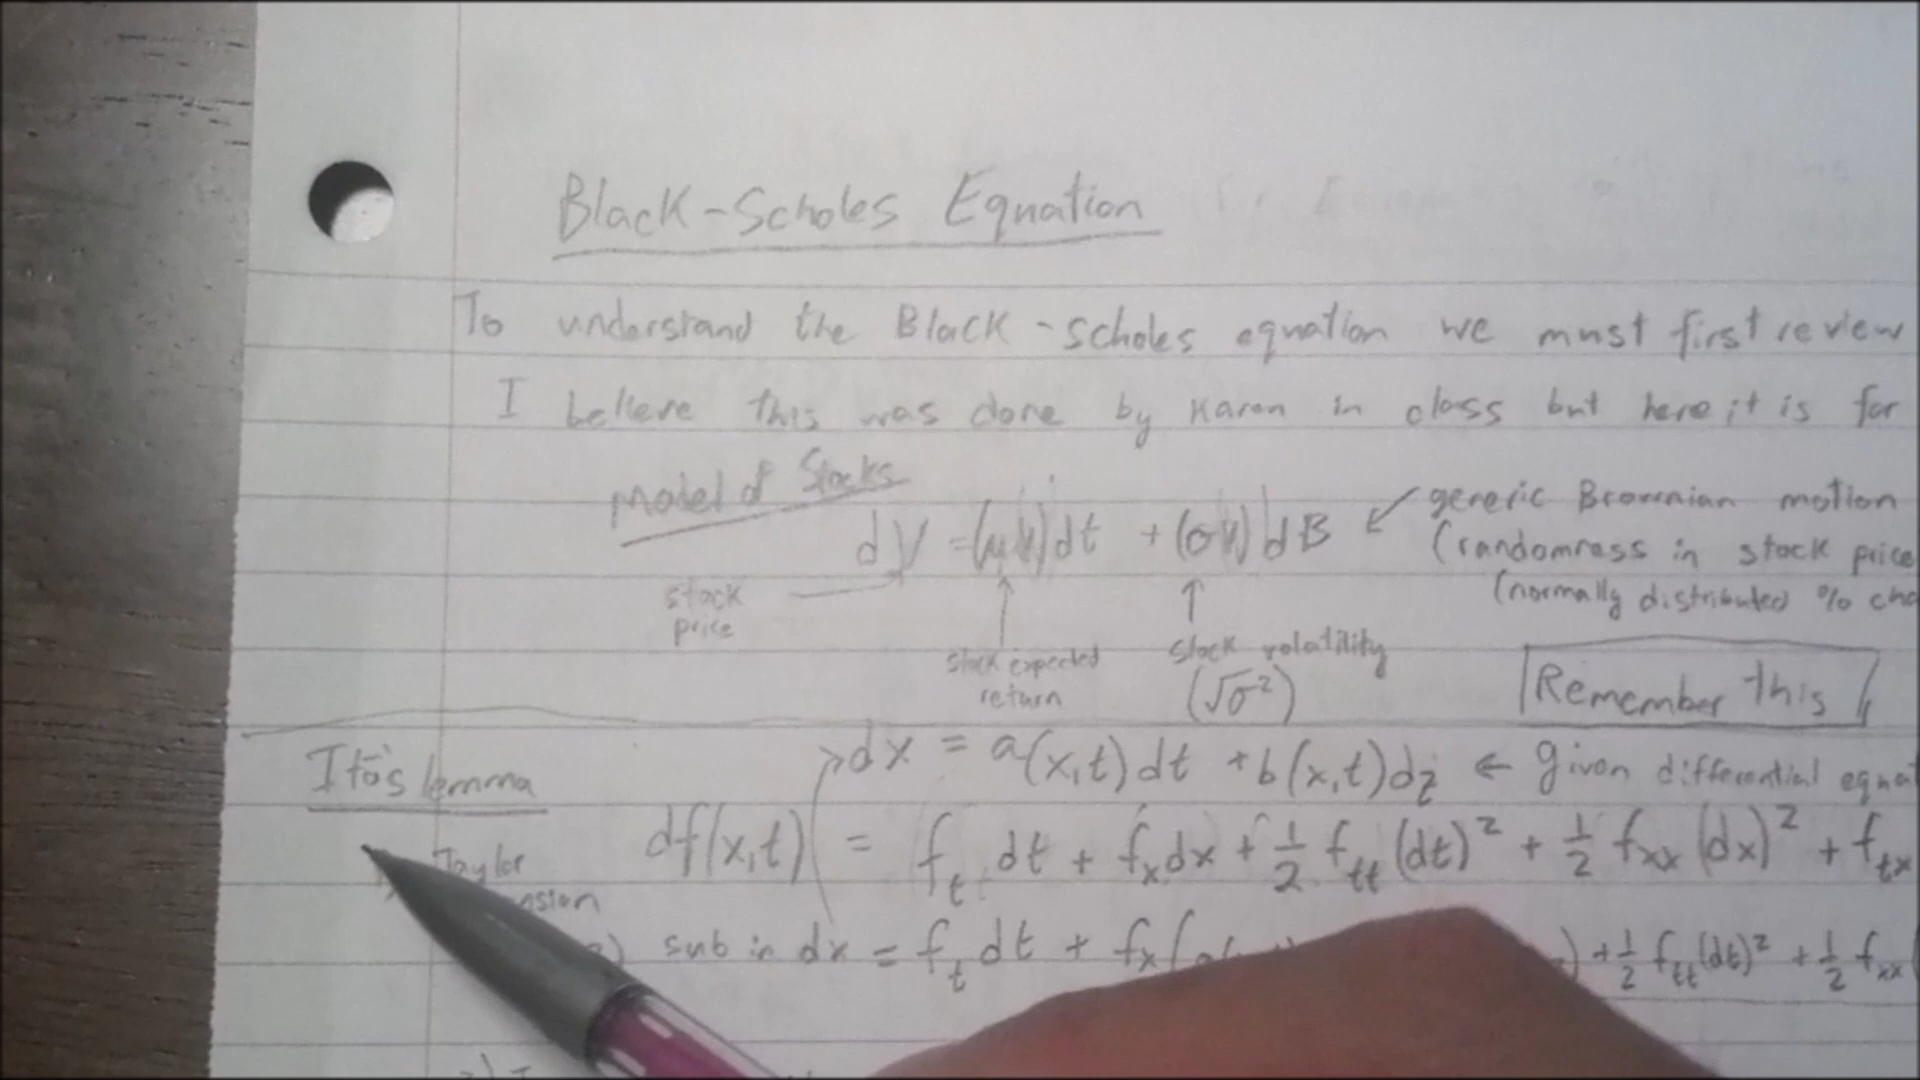 Black-Scholes Equation
To understand the Black-Scholes equation we must first review
I believe this was done by Karen in class but here it is for
Model of Stocks
dV = (μV)dt + (σV)dB ↙ generic Brownian motion
(randomness in stock price
(normally distributed %
stock price
stock expected return
stock volatility
(√σ²)
Remember this
Itō's lemma
dx = a(x,t)dt + b(x,t)dz ← Given differential
df(x,t) = f_t dt + f_x dx + ½ f_tt (dt)² + ½ f_xx (dx)² + f_tx
Taylor
sub in dx = f_t dt + f_x (a(
) + ½ f_tt (dt)² + ½ f_xx (